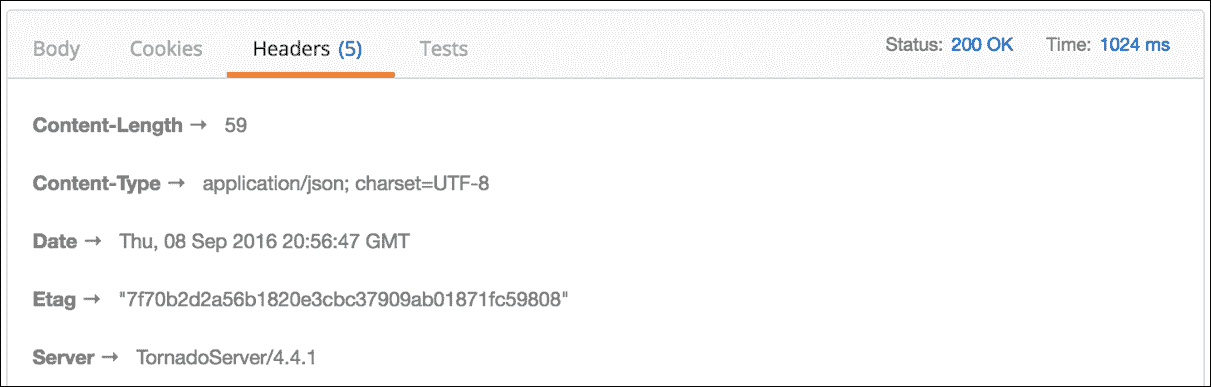 Body Cookies Headers (5) Tests Status: 200 OK Time: 1024 ms
Content-Length → 59
Content-Type → application/json; charset=UTF-8
Date → Thu, 08 Sep 2016 20:56:47 GMT
Etag → "7f70b2d2a56b1820e3cbc37909ab01871fc59808"
Server → TornadoServer/4.4.1